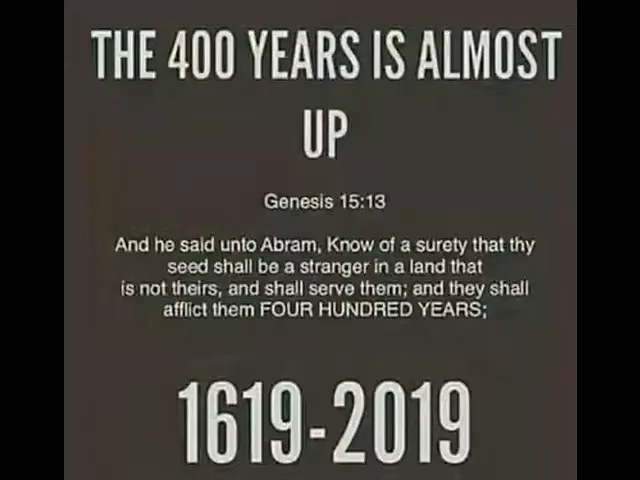 THE 400 YEARS IS ALMOST
UP
Genesis 15:13
And he said unto Abram, Know of a surety that thy
seed shall be a stranger in a land that
is not theirs, and shall serve them; and they shall
afflict them FOUR HUNDRED YEARS;
1619-2019